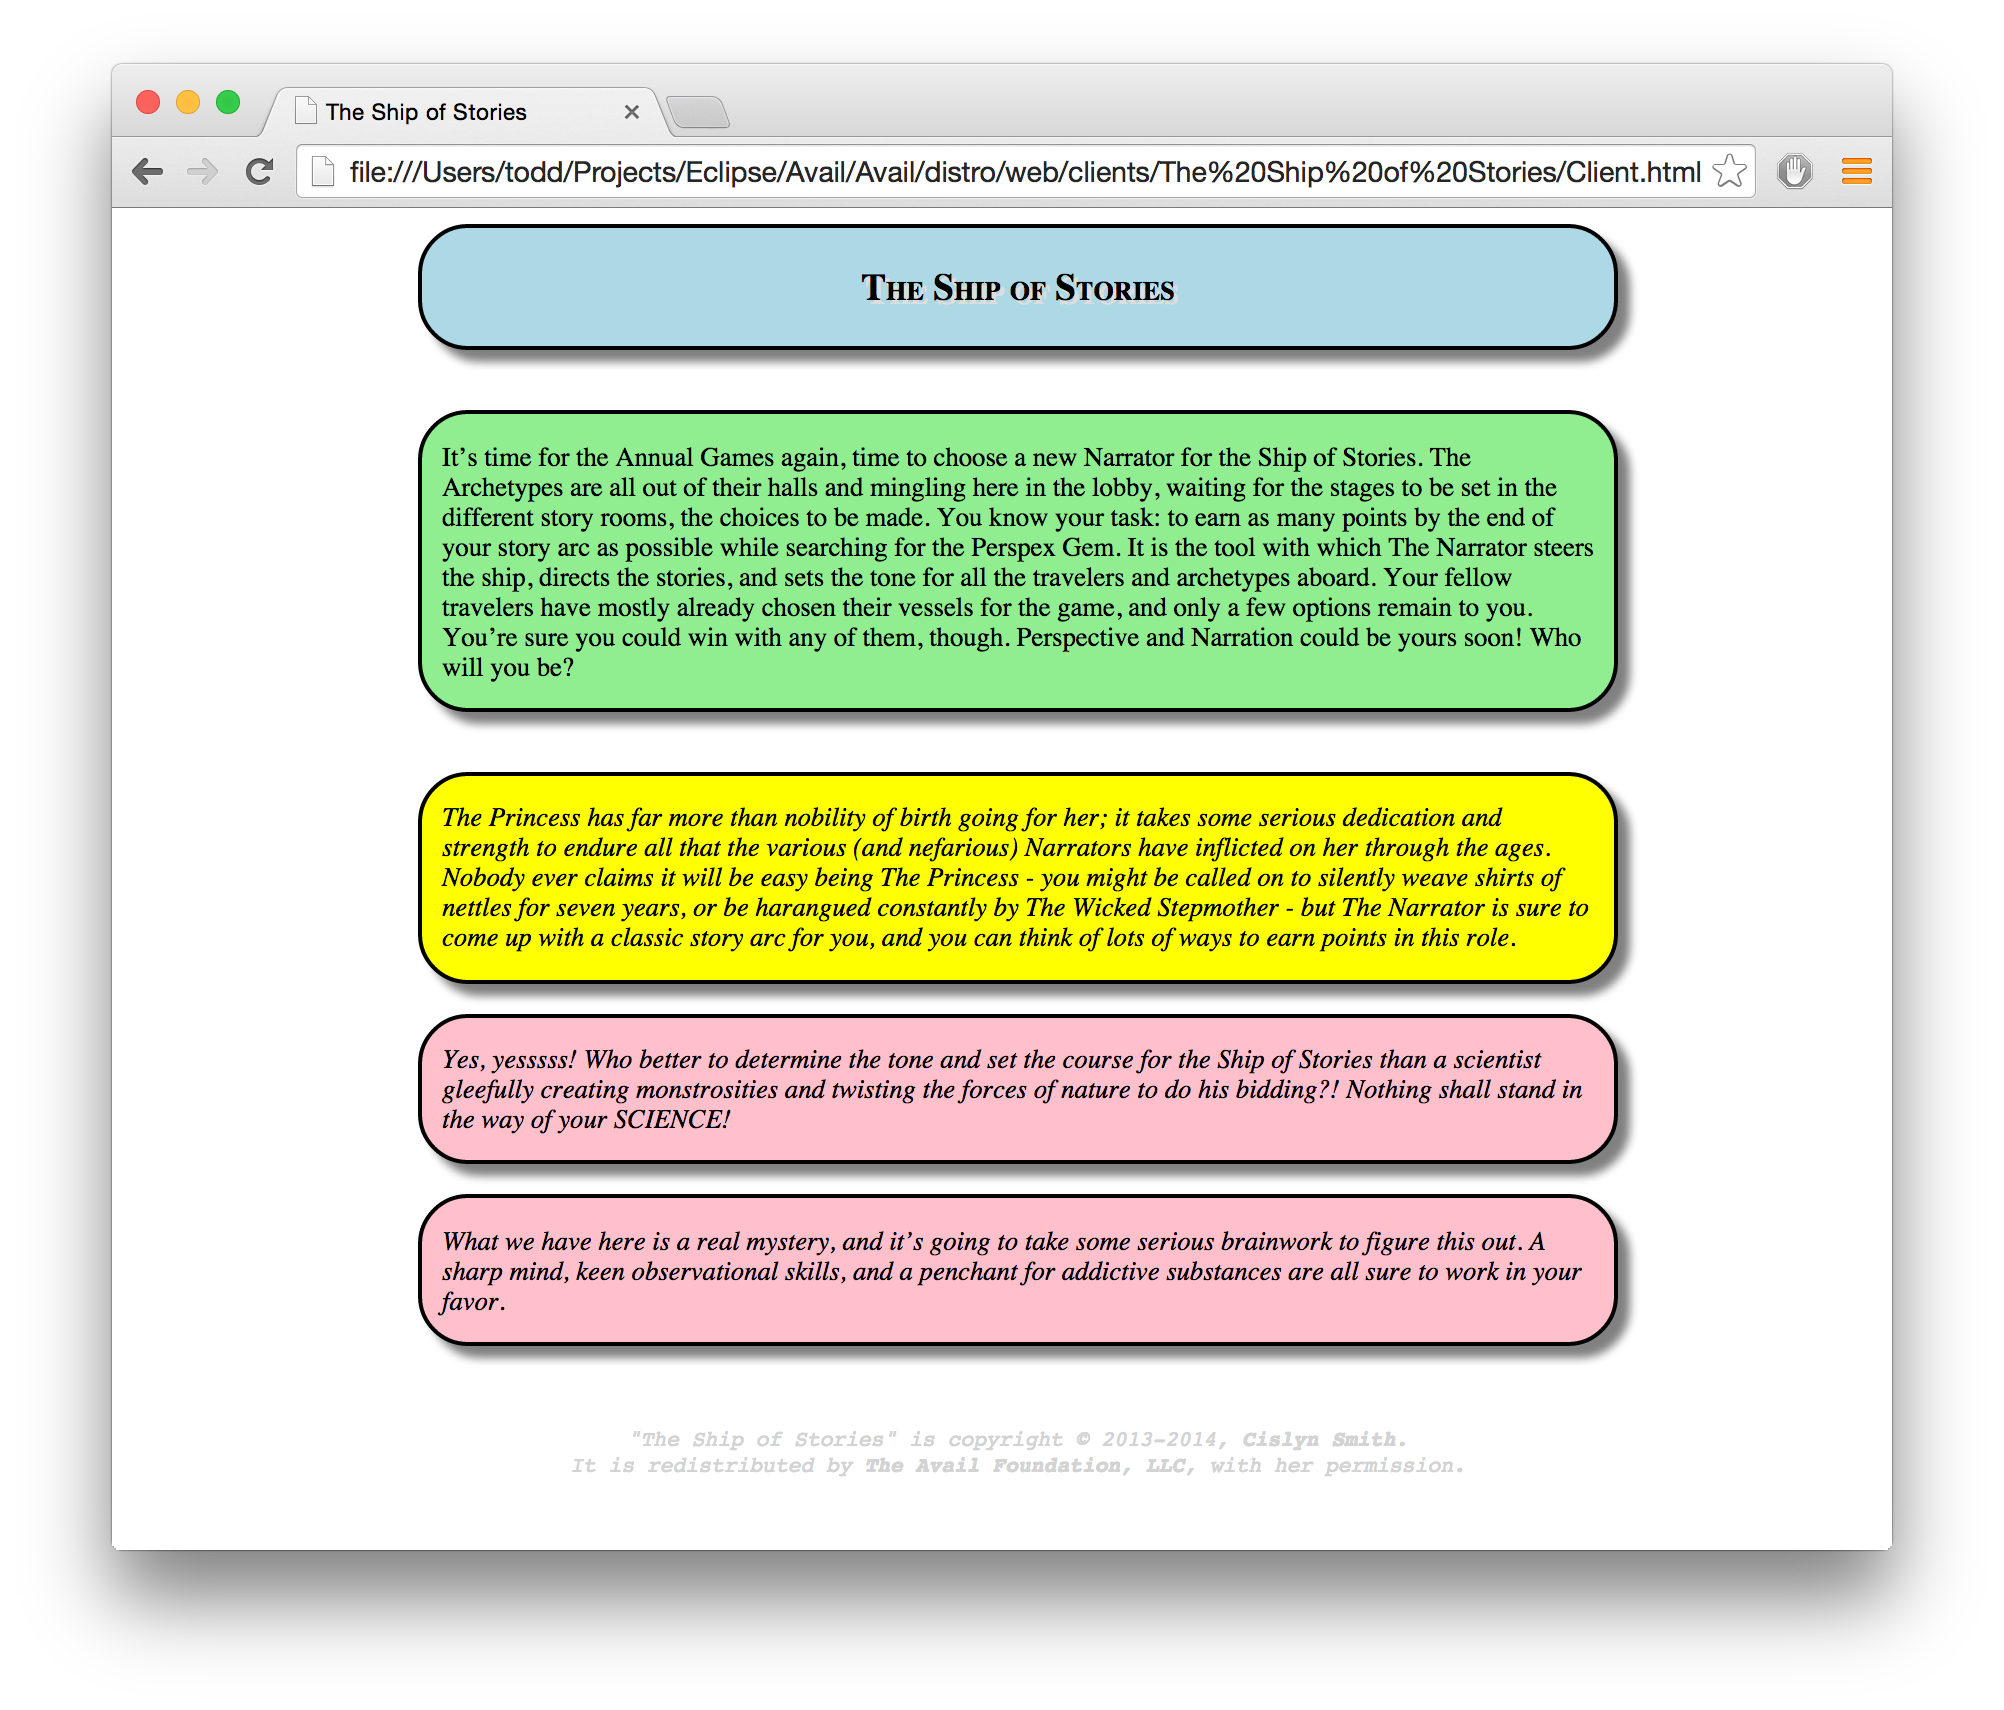 The Ship of Stories
file:///Users/todd/Projects/Eclipse/Avail/Avail/distro/web/clients/The%20Ship%20of%20Stories/Client.html
The Ship of Stories
It’s time for the Annual Games again, time to choose a new Narrator for the Ship of Stories. The
Archetypes are all out of their halls and mingling here in the lobby, waiting for the stages to be set in the
different story rooms, the choices to be made. You know your task: to earn as many points by the end of
your story arc as possible while searching for the Perspex Gem. It is the tool with which The Narrator steers
the ship, directs the stories, and sets the tone for all the travelers and archetypes aboard. Your fellow
travelers have mostly already chosen their vessels for the game, and only a few options remain to you.
You’re sure you could win with any of them, though. Perspective and Narration could be yours soon! Who
will you be?
The Princess has far more than nobility of birth going for her; it takes some serious dedication and
strength to endure all that the various (and nefarious) Narrators have inflicted on her through the ages.
Nobody ever claims it will be easy being The Princess - you might be called on to silently weave shirts of
nettles for seven years, or be harangued constantly by The Wicked Stepmother - but The Narrator is sure to
come up with a classic story arc for you, and you can think of lots of ways to earn points in this role.
Yes, yesssss! Who better to determine the tone and set the course for the Ship of Stories than a scientist
gleefully creating monstrosities and twisting the forces of nature to do his bidding?! Nothing shall stand in
the way of your SCIENCE!
What we have here is a real mystery, and it’s going to take some serious brainwork to figure this out. A
sharp mind, keen observational skills, and a penchant for addictive substances are all sure to work in your
favor.
"The Ship of Stories" is copyright © 2013-2014, Cislyn Smith.
It is redistributed by The Avail Foundation, LLC, with her permission.